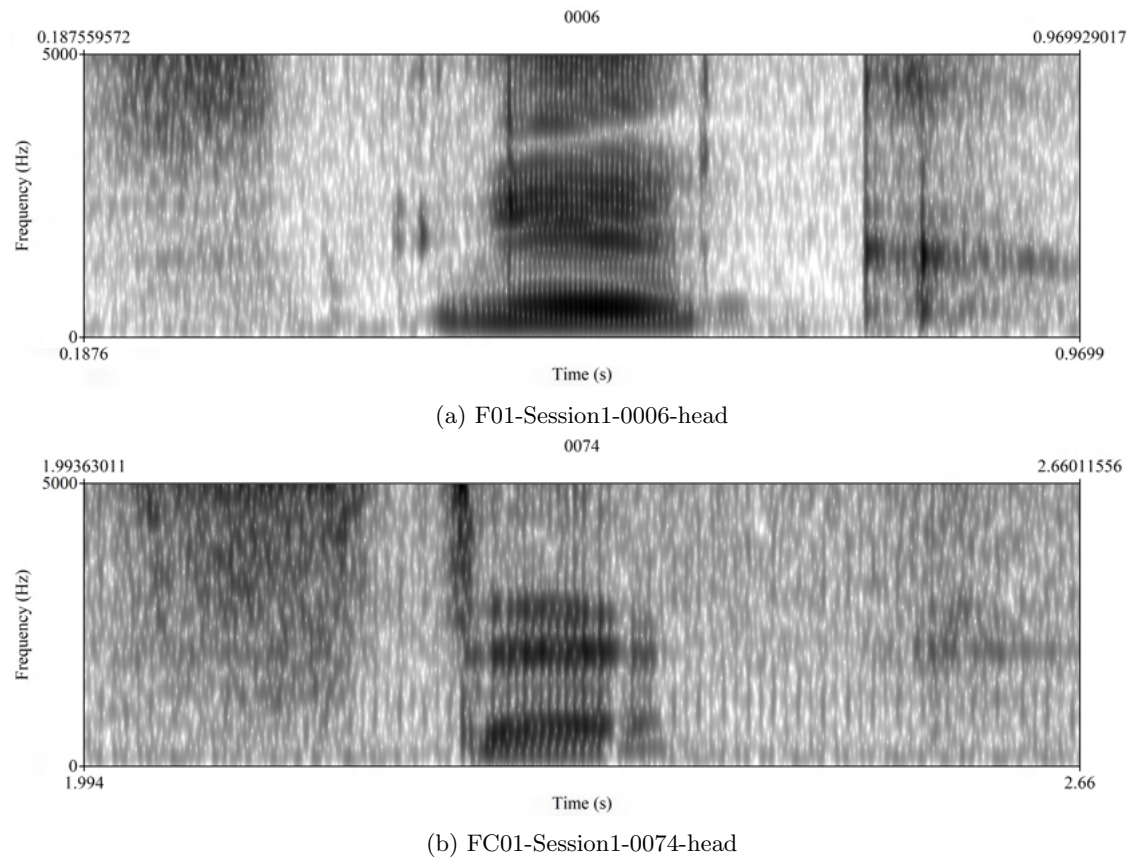 0006
0.187559572 0.969929017
5000
Frequency (Hz)
0
0.1876 0.9699
Time (s)
(a) F01-Session1-0006-head
0074
1.99363011 2.66011556
5000
Frequency (Hz)
0
1.994 2.66
Time (s)
(b) FC01-Session1-0074-head